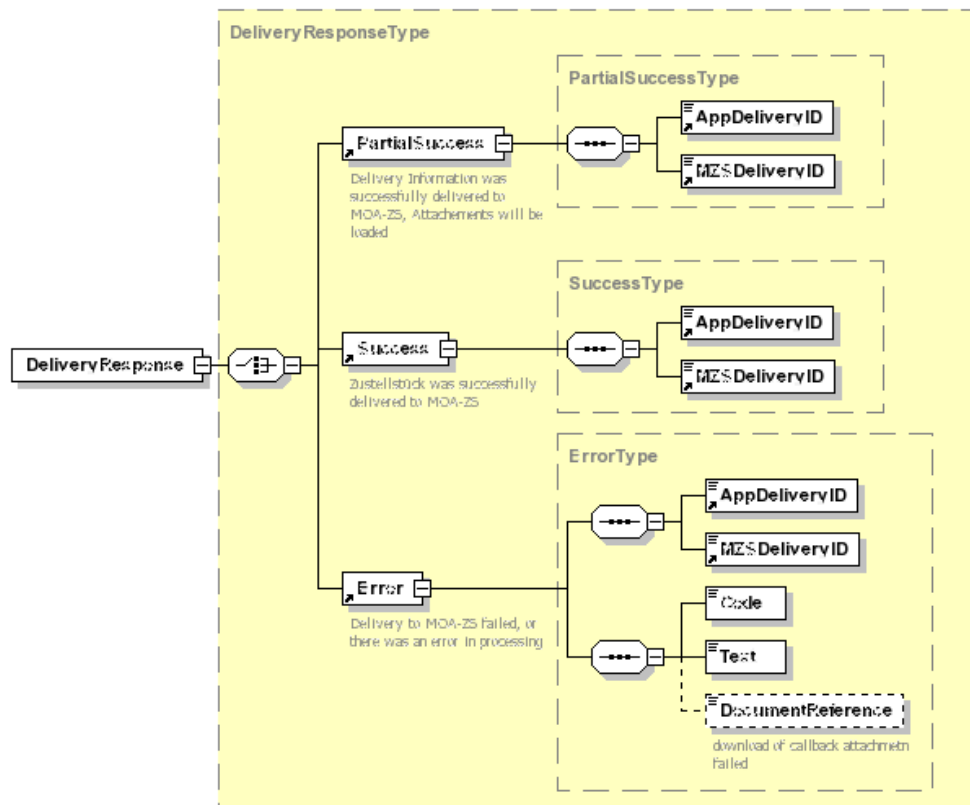 DeliveryResponseType
PartialSuccessType
AppDeliveryID
PartialSuccess
MZSDeliveryID
Delivery Information was
successfully delivered to
MOA-ZS, Attachements will be
loaded
SuccessType
AppDeliveryID
Success
DeliveryResponse
MZSDeliveryID
Zustellstück was successfully
delivered to MOA-ZS
ErrorType
AppDeliveryID
MZSDeliveryID
Error
Code
Delivery to MOA-ZS failed, or
there was an error in processing
Text
DocumentReference
download of callback attachmetn
failed